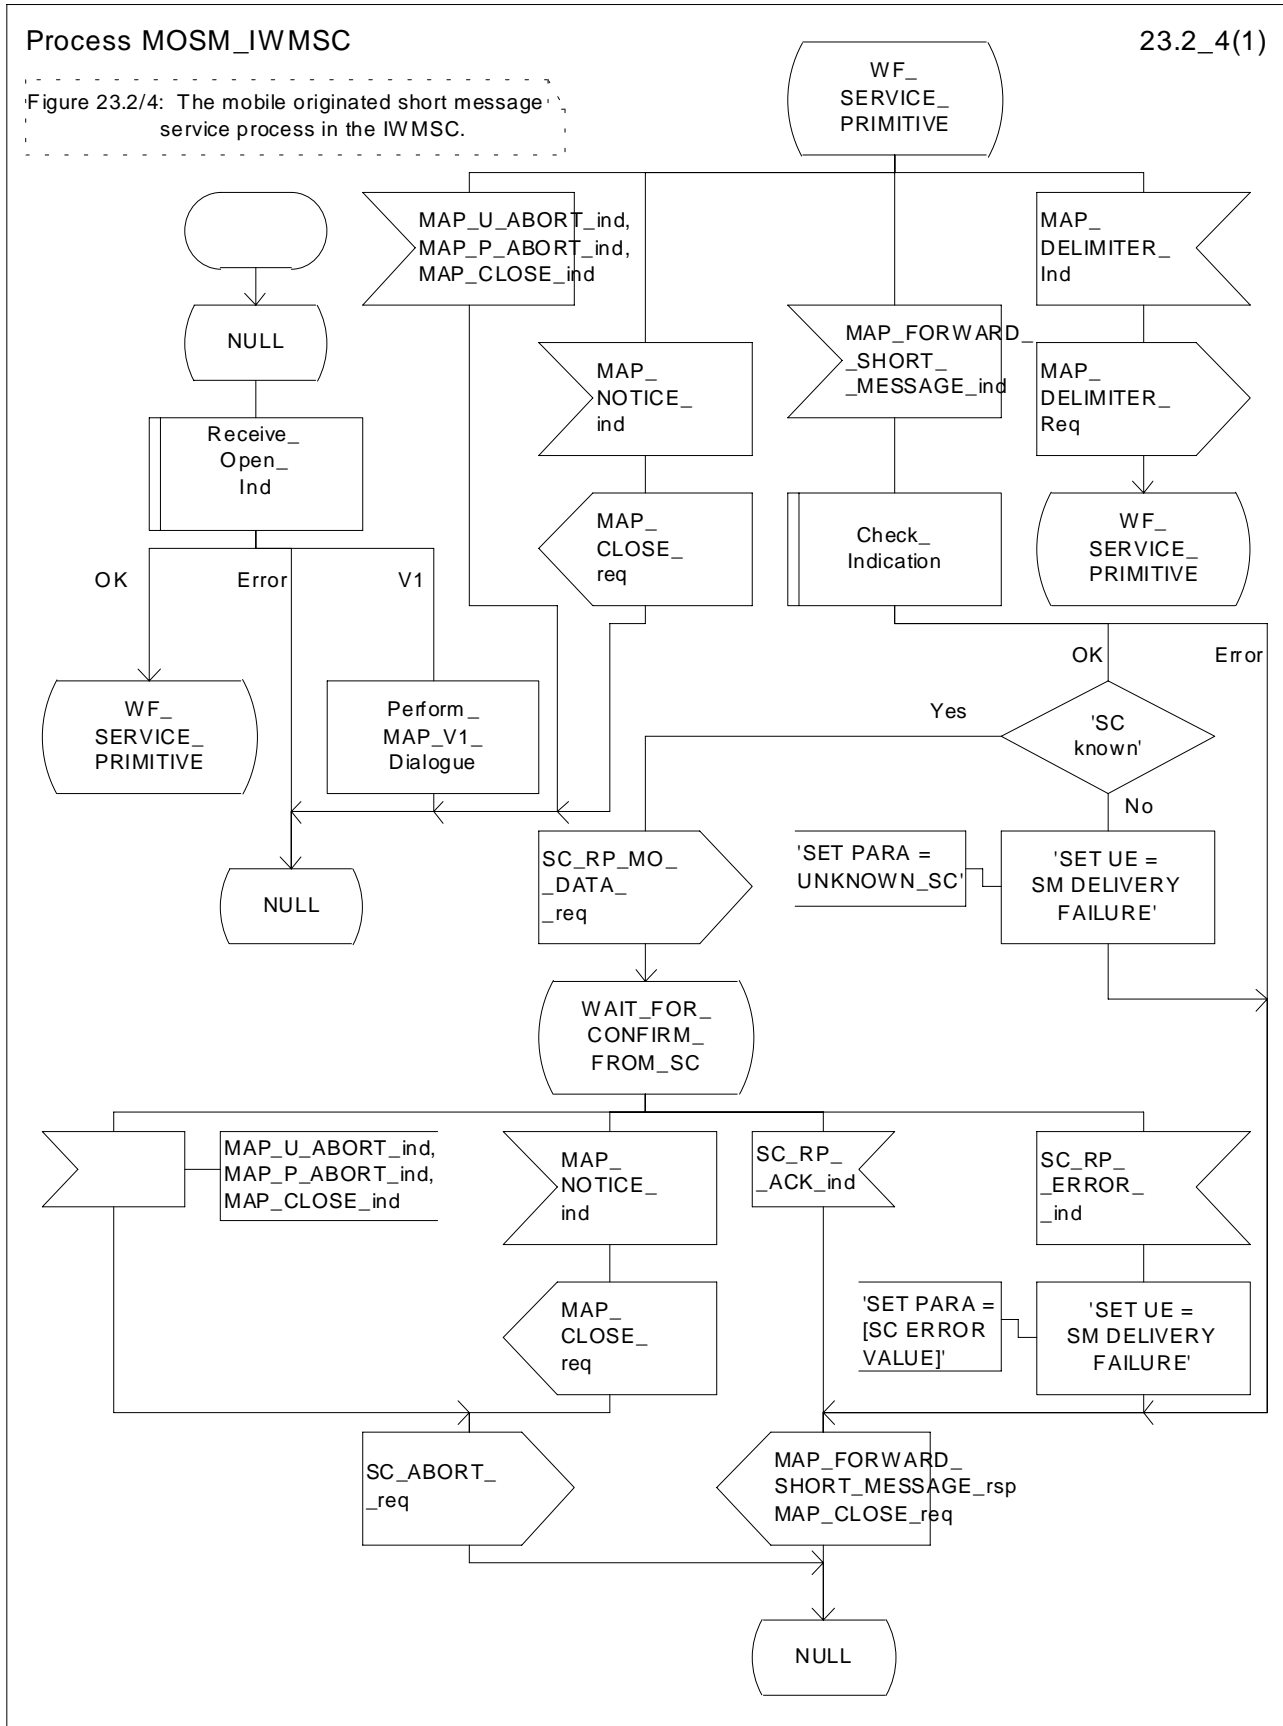 Process MOSM_IWMSC
23.2_4(1)
Figure 23.2/4: The mobile originated short message
service process in the IWMSC.
WF_
SERVICE_
PRIMITIVE
MAP_U_ABORT_ind,
MAP_P_ABORT_ind,
MAP_CLOSE_ind
MAP_
DELIMITER_
Ind
NULL
MAP_
NOTICE_
ind
MAP_FORWARD_
_SHORT_
_MESSAGE_ind
MAP_
DELIMITER_
Req
Receive_
Open_
Ind
MAP_
CLOSE_
req
Check_
Indication
WF_
SERVICE_
PRIMITIVE
OK
Error
V1
OK
Error
WF_
SERVICE_
PRIMITIVE
Perform_
MAP_V1_
Dialogue
Yes
'SC
known'
No
NULL
SC_RP_MO_
_DATA_
_req
'SET PARA =
UNKNOWN_SC'
'SET UE =
SM DELIVERY
FAILURE'
WAIT_FOR_
CONFIRM_
FROM_SC
MAP_U_ABORT_ind,
MAP_P_ABORT_ind,
MAP_CLOSE_ind
MAP_
NOTICE_
ind
SC_RP_
_ACK_ind
SC_RP_
_ERROR_
_ind
MAP_
CLOSE_
req
'SET PARA =
[SC ERROR
VALUE]'
'SET UE =
SM DELIVERY
FAILURE'
SC_ABORT_
_req
MAP_FORWARD_
SHORT_MESSAGE_rsp
MAP_CLOSE_req
NULL